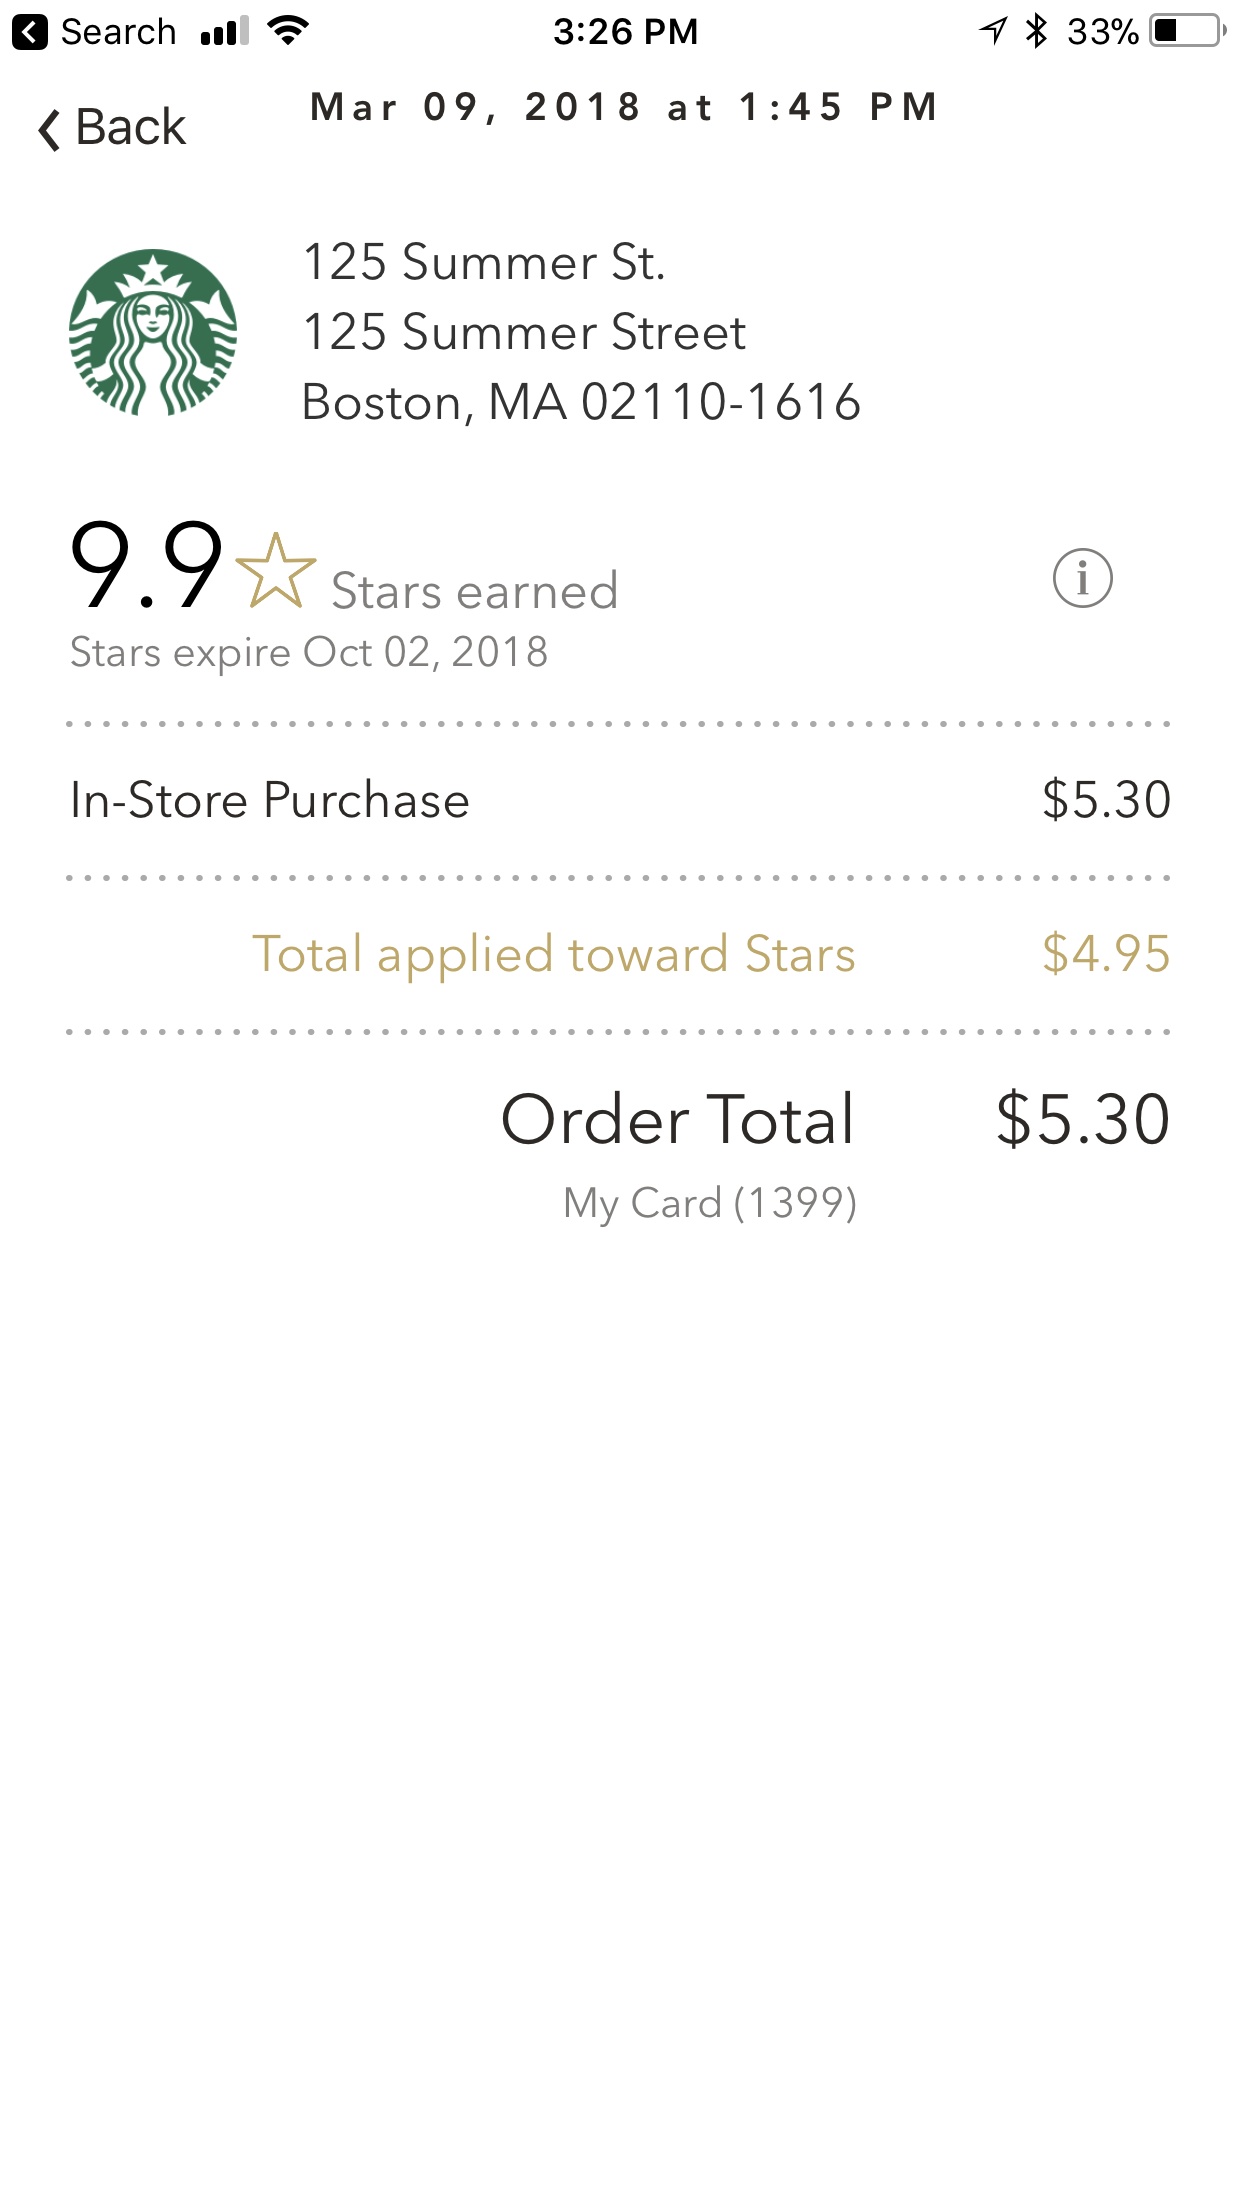 Search
3:26 PM
33%
Back
Mar 09, 2018 at 1:45 PM
125 Summer St.
125 Summer Street
Boston, MA 02110-1616
9.9 Stars earned
i
Stars expire Oct 02, 2018
In-Store Purchase $5.30
Total applied toward Stars $4.95
Order Total $5.30
My Card (1399)